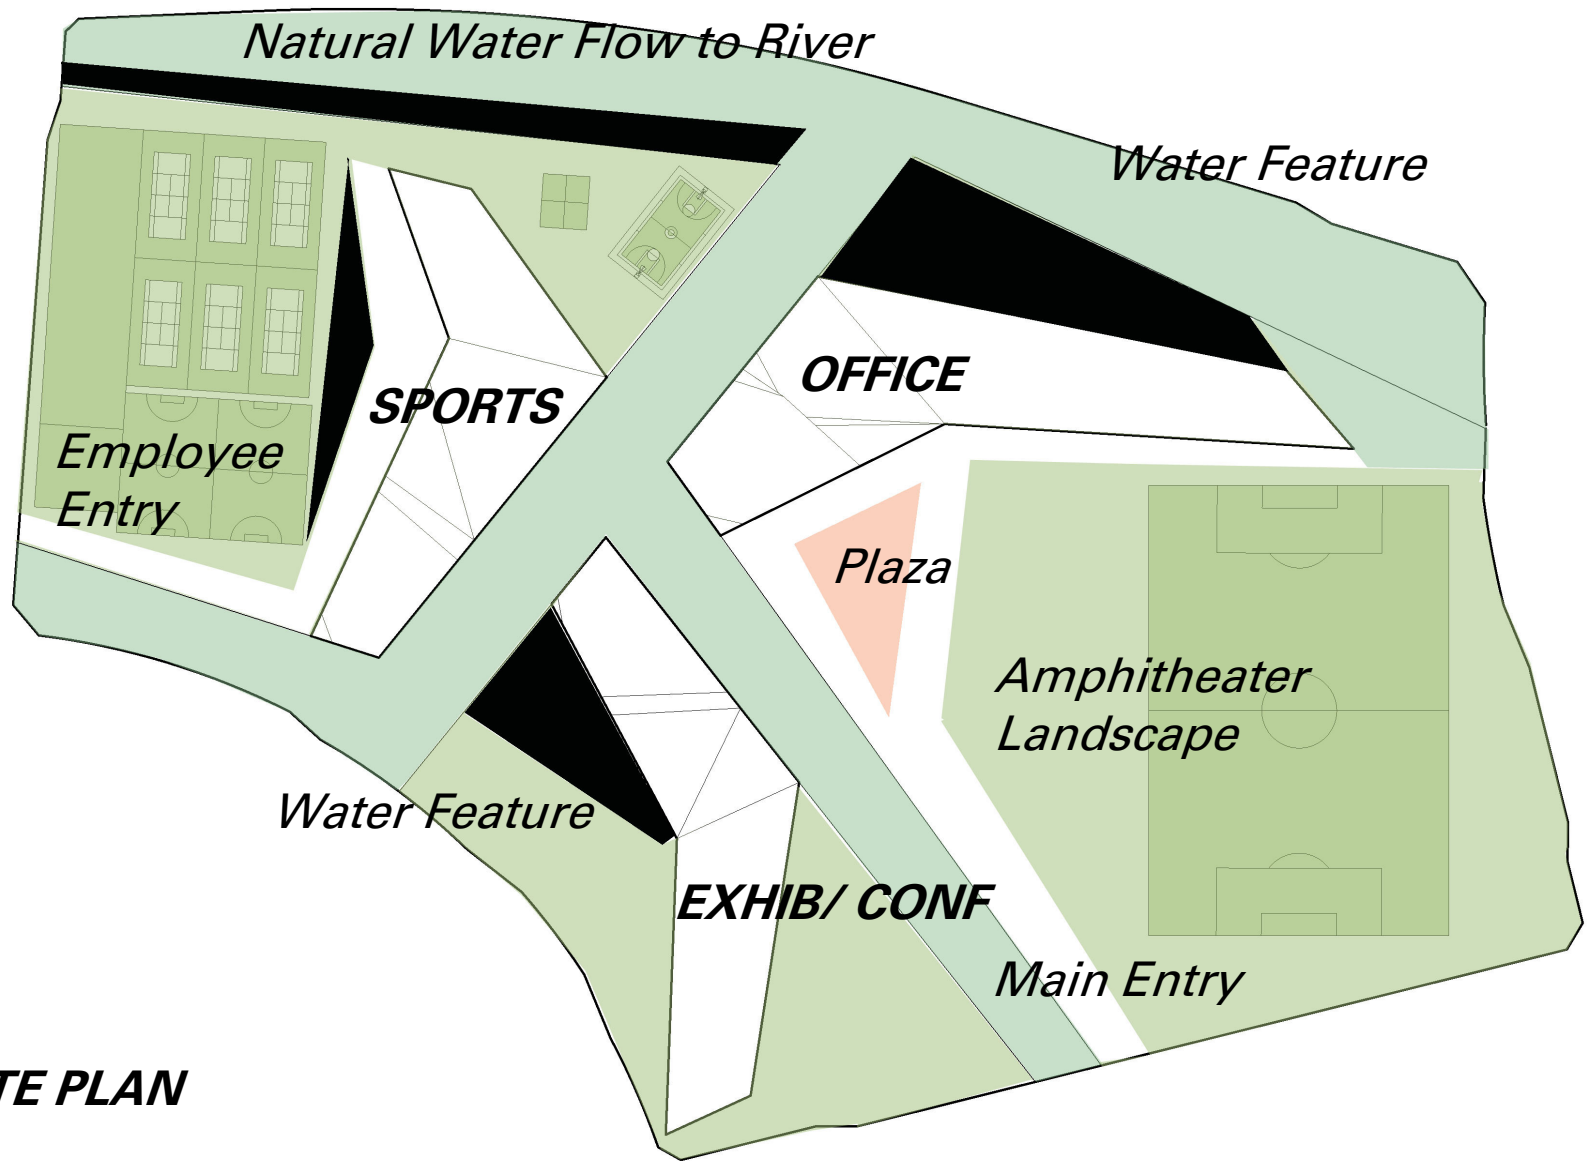 Natural Water Flow to River
Water Feature
OFFICE
SPORTS
Employee
Entry
Plaza
Amphitheater
Landscape
Water Feature
EXHIB/ CONF
Main Entry
TE PLAN